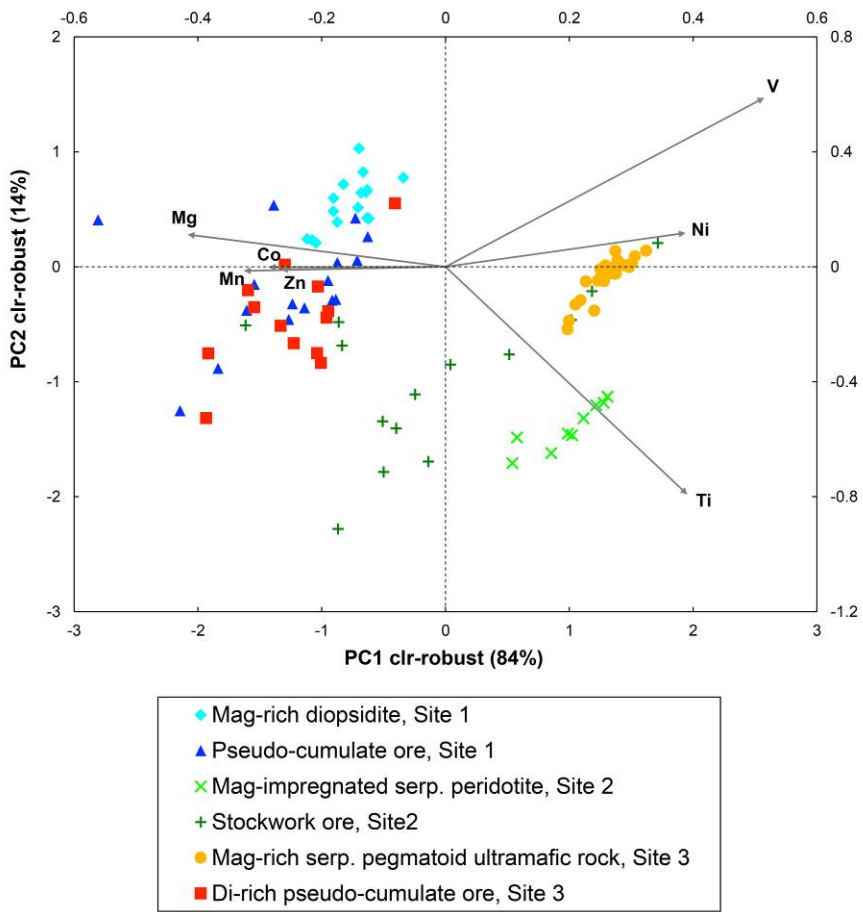 -0.6 -0.4 -0.2 0 0.2 0.4 0.6
2 0.8
V
1 0.4
Mg
Ni
Co
0 0
Mn Zn
-1 -0.4
Ti
-2 -0.8
-3 -1.2
-3 -2 -1 0 1 2 3
PC2 clr-robust (14%)
PC1 clr-robust (84%)
Mag-rich diopsidite, Site 1
Pseudo-cumulate ore, Site 1
Mag-impregnated serp. peridotite, Site 2
Stockwork ore, Site2
Mag-rich serp. pegmatoid ultramafic rock, Site 3
Di-rich pseudo-cumulate ore, Site 3